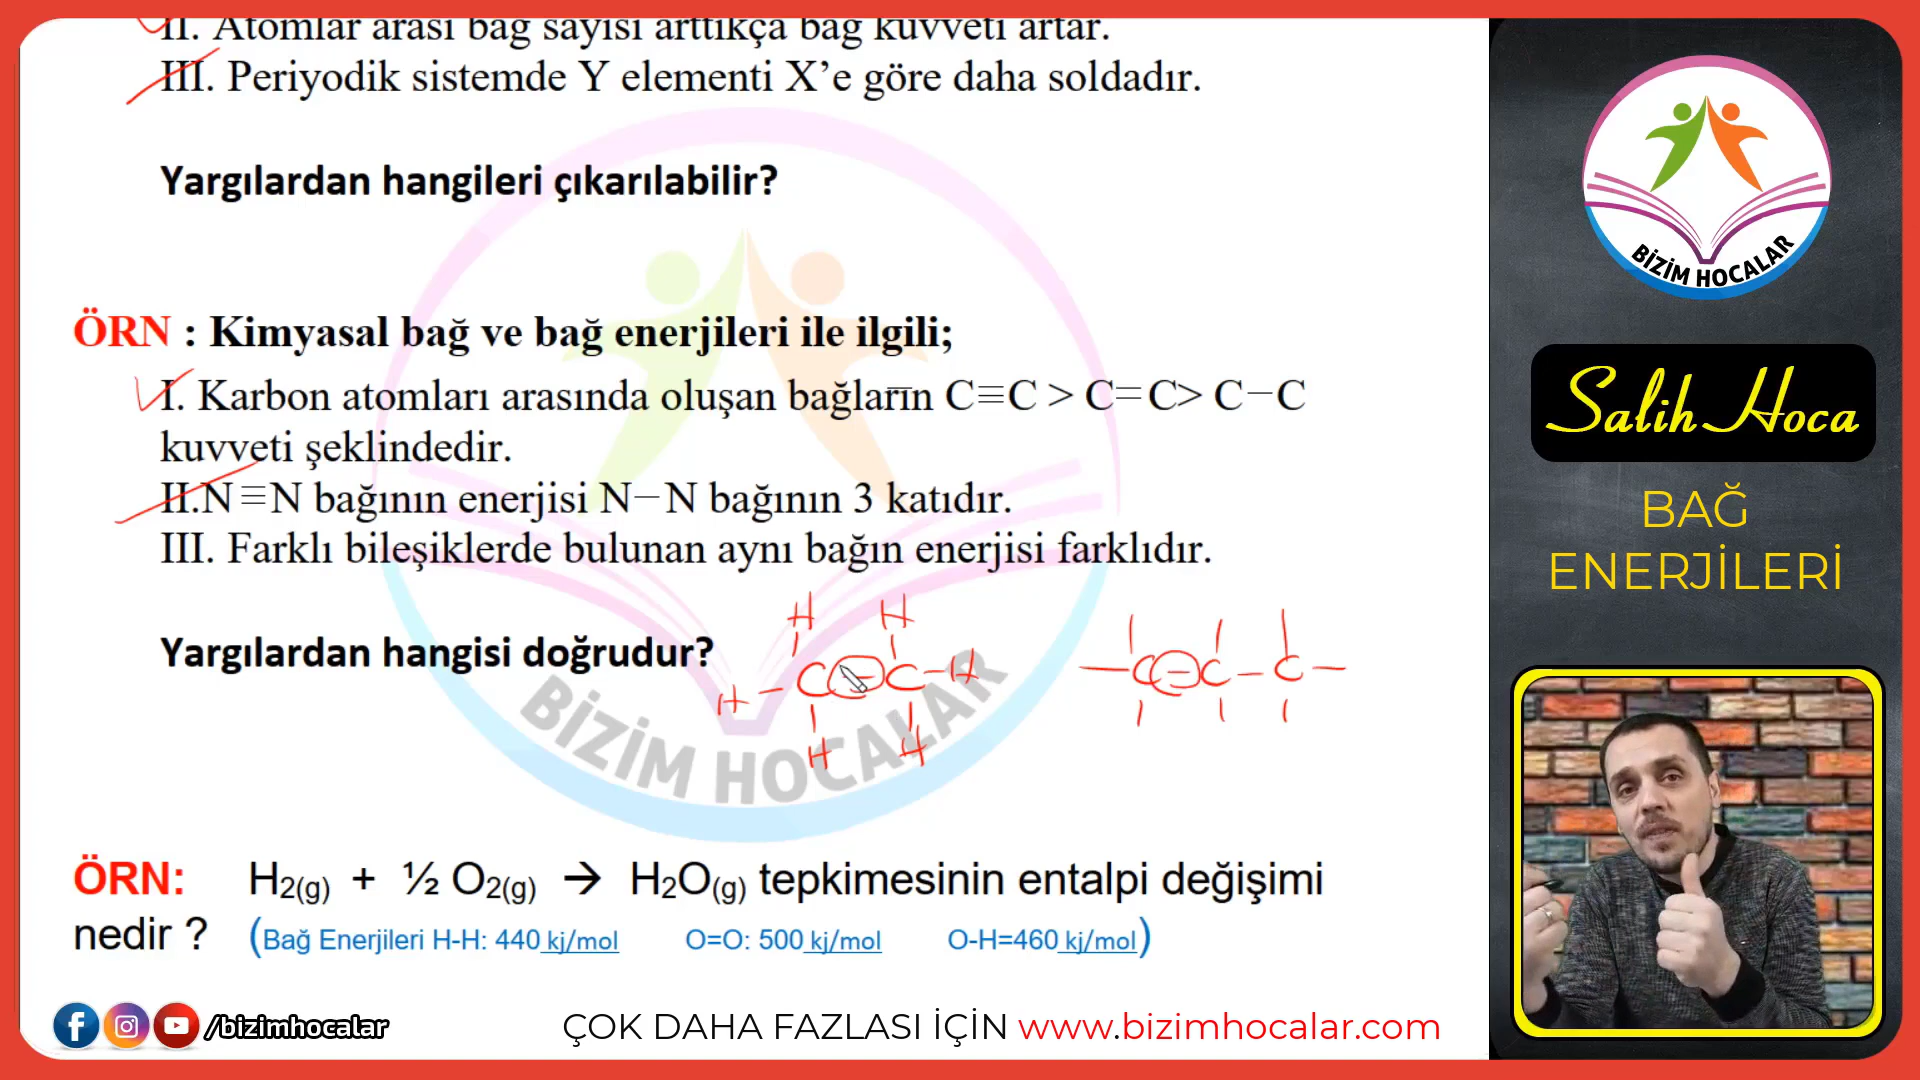 II. Atomlar arası bağ sayısı arttıkça bağ kuvveti artar.
III. Periyodik sistemde Y elementi X'e göre daha soldadır.
Yargılardan hangileri çıkarılabilir?
ÖRN : Kimyasal bağ ve bağ enerjileri ile ilgili;
I. Karbon atomları arasında oluşan bağların C≡C > C=C> C−C
kuvveti şeklindedir.
II.N≡N bağının enerjisi N−N bağının 3 katıdır.
III. Farklı bileşiklerde bulunan aynı bağın enerjisi farklıdır.
Yargılardan hangisi doğrudur?
H H
H - C = C - H
H H
- C = C - C -
ÖRN: H2(g) + ½ O2(g) → H2O(g) tepkimesinin entalpi değişimi
nedir ? (Bağ Enerjileri H-H: 440 kj/mol O=O: 500 kj/mol O-H=460 kj/mol)
/bizimhocalar
ÇOK DAHA FAZLASI İÇİN www.bizimhocalar.com
BİZİM HOCALAR
BİZİM HOCALAR
Salih Hoca
BAĞ
ENERJİLERİ